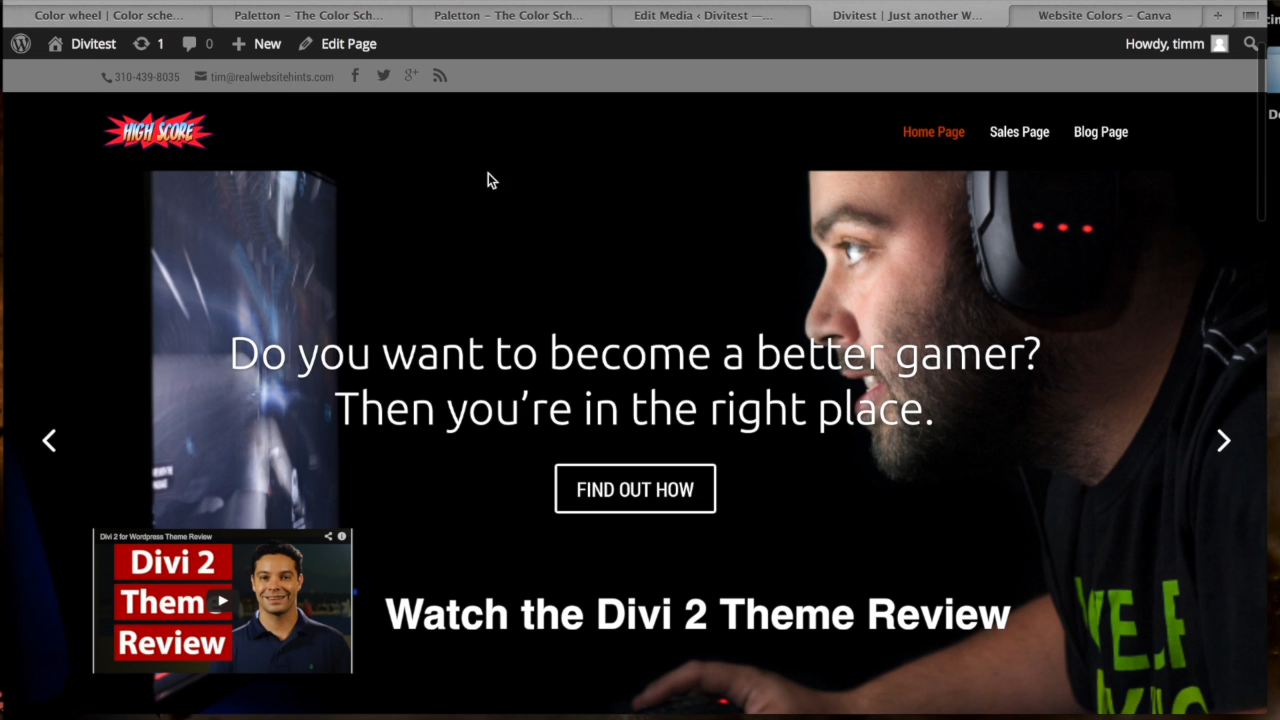 Color wheel | Color sche...
Paletton – The Color Sch...
Paletton – The Color Sch...
Edit Media ‹ Divitest —...
Divitest | Just another W...
Website Colors – Canva
Divitest
1
0
New
Edit Page
Howdy, timm
310-439-8035
tim@realwebsitehints.com
HIGH SCORE
Home Page
Sales Page
Blog Page
Do you want to become a better gamer?
Then you're in the right place.
FIND OUT HOW
Divi 2 for Wordpress Theme Review
Divi 2
Them
Review
Watch the Divi 2 Theme Review